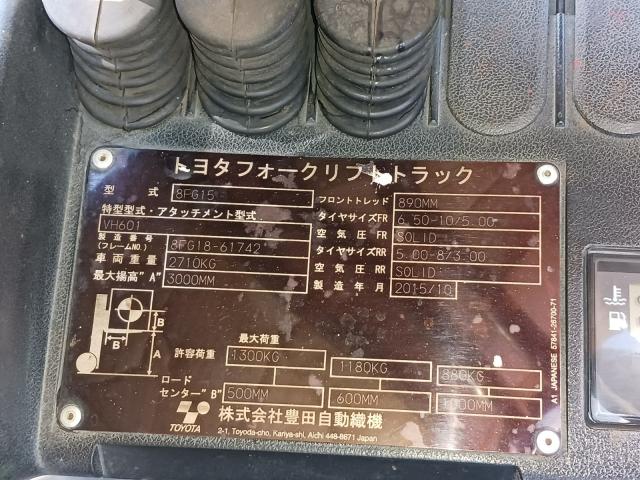 トヨタフォークリフトトラック
型式 8FG15 フロントトレッド 890MM
特型型式・アタッチメント型式 タイヤサイズFR 6.50-10/5.00
VH601 空気圧 FR SOLID
製造番号(フレームNO.) 8FG18-61742 タイヤサイズRR 5.00-8/3.00
車両重量 2710KG 空気圧 RR SOLID
最大揚高"A" 3000MM 製造年月 2015/10
B
B
A
最大荷重
許容荷重 1300KG 1180KG 880KG
ロードセンター"B" 500MM 600MM 1000MM
TOYOTA 株式会社豊田自動織機
2-1, Toyoda-cho, Kariya-shi, Aichi 448-8671 Japan
A1 JAPANESE 57841-26700-71